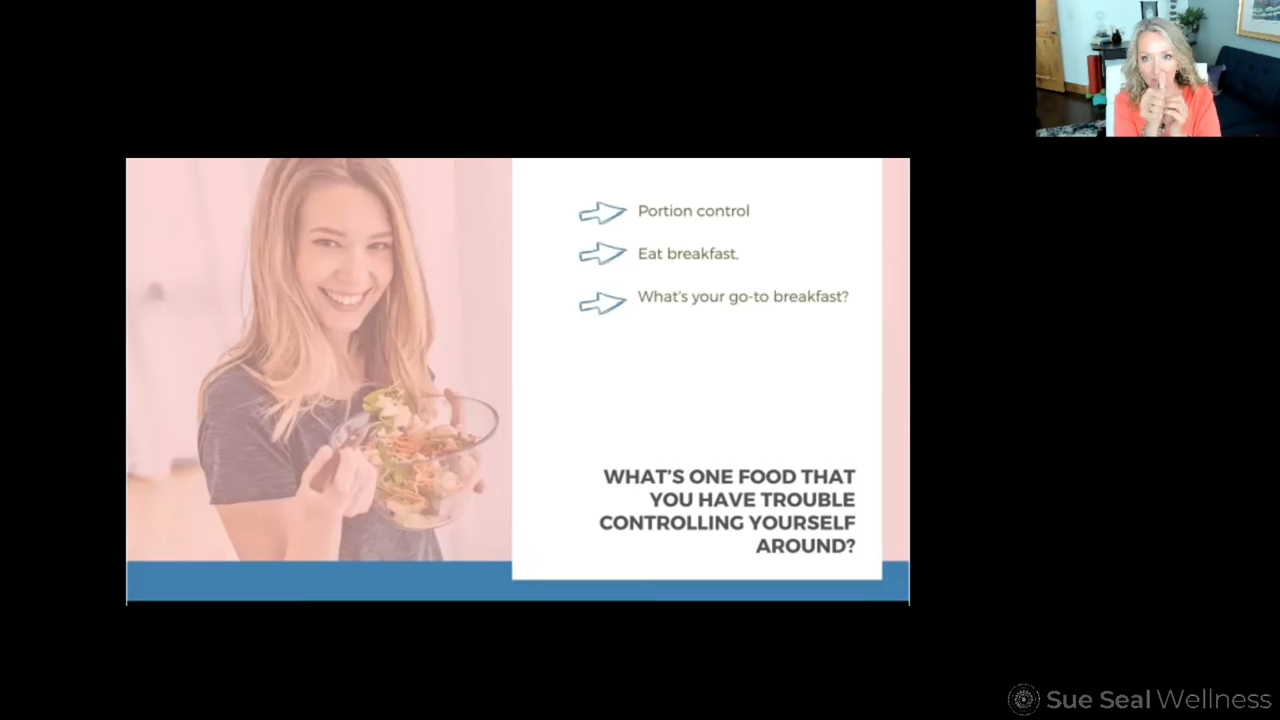 Portion control
Eat breakfast,
What's your go-to breakfast?
WHAT'S ONE FOOD THAT
YOU HAVE TROUBLE
CONTROLLING YOURSELF
AROUND?
Sue Seal Wellness